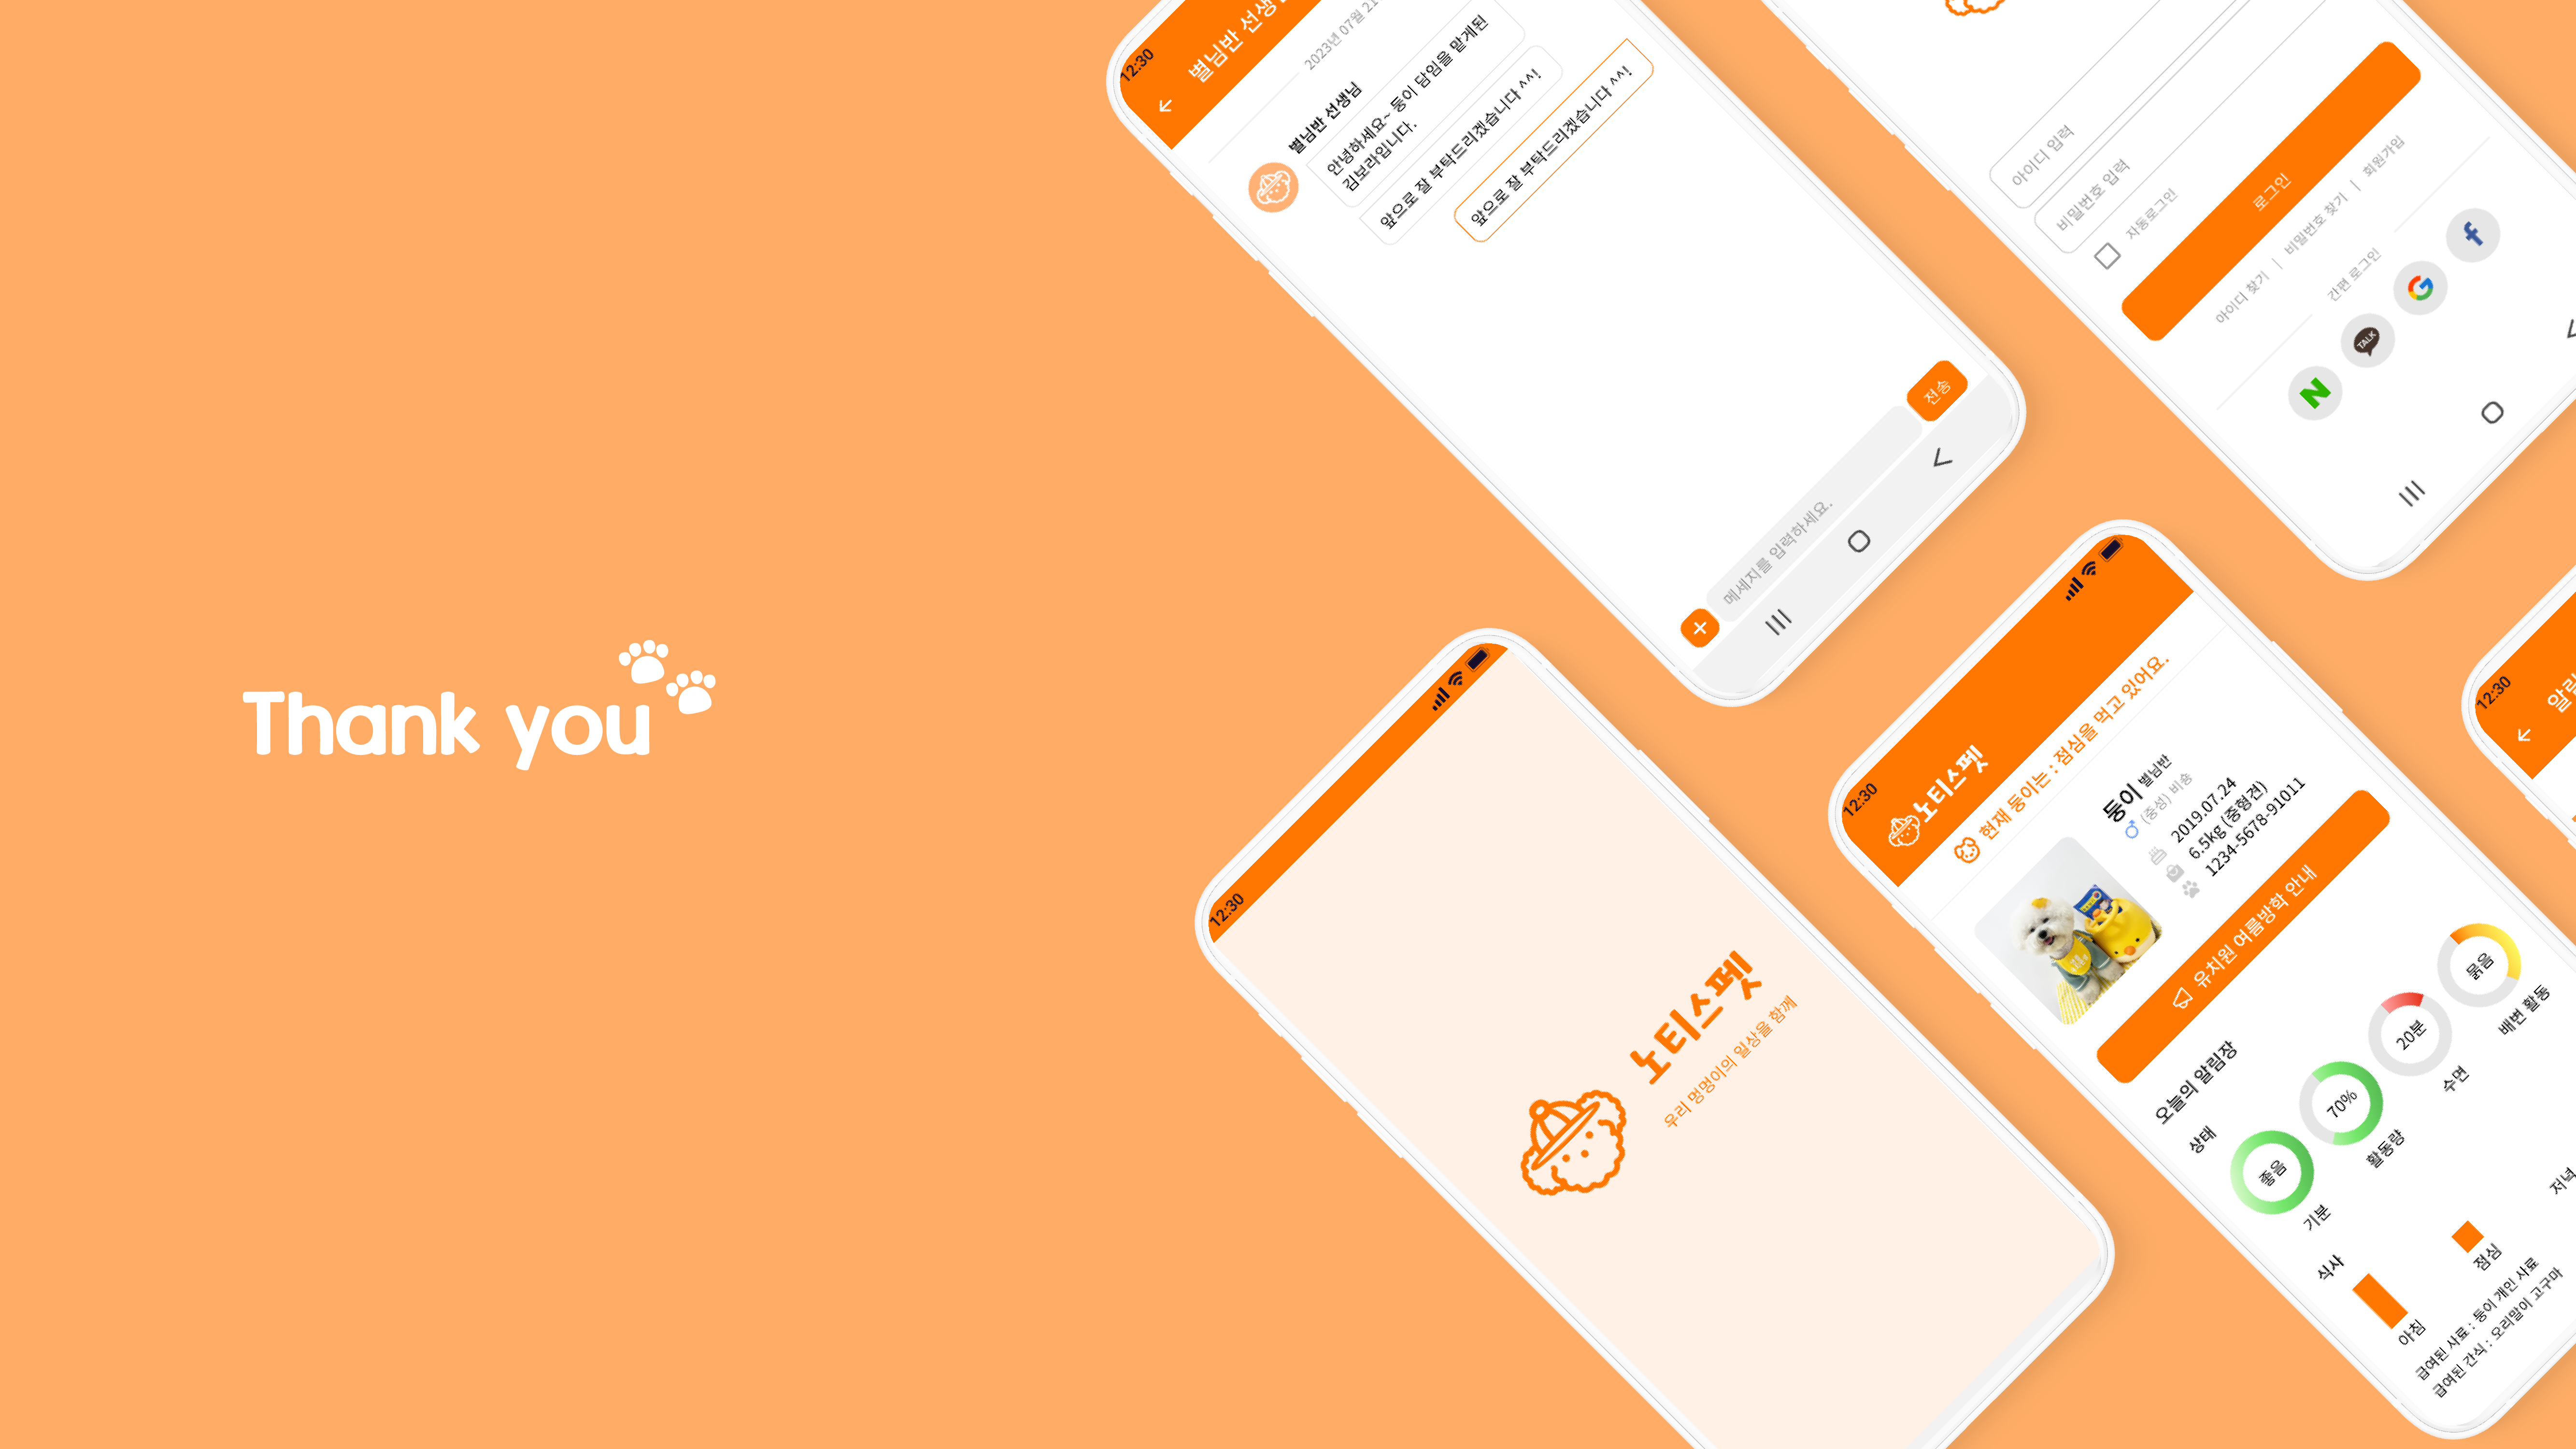 Thank you
12:30
별님반 선생
2023년 07월 21
별님반 선생님
안녕하세요~ 둥이 담임을 맡게된
김보라입니다.
앞으로 잘 부탁드리겠습니다 ^^!
앞으로 잘 부탁드리겠습니다 ^^!
메세지를 입력하세요.
전송
아이디 입력
비밀번호 입력
자동로그인
로그인
아이디 찾기 | 비밀번호 찾기 | 회원가입
간편 로그인
N
TALK
G
f
12:30
노티스펫
우리 멍멍이의 일상을 함께
12:30
노티스펫
현재 둥이는 : 점심을 먹고 있어요.
둥이 별님반
(중성) 비숑
2019.07.24
6.5kg (중형견)
1234-5678-91011
유치원 여름방학 안내
오늘의 알림장
상태
좋음
70%
20분
묽음
기분
활동량
수면
배변 활동
식사
아침
점심
저녁
급여된 사료 : 둥이 개인 사료
급여된 간식 : 오리말이 고구마
12:30
알림